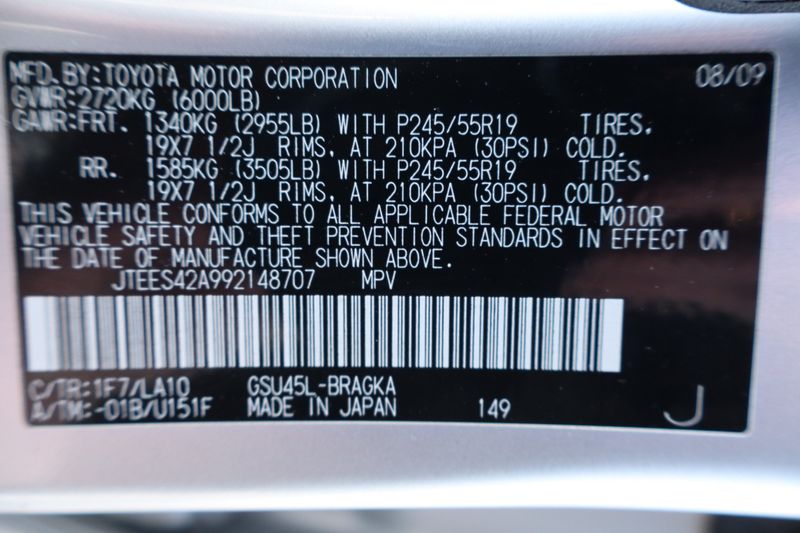 MFD.BY:TOYOTA MOTOR CORPORATION 08/09
GVWR:2720KG (6000LB)
GAWR:FRT. 1340KG (2955LB) WITH P245/55R19 TIRES,
19X7 1/2J RIMS, AT 210KPA (30PSI) COLD.
RR. 1585KG (3505LB) WITH P245/55R19 TIRES,
19X7 1/2J RIMS, AT 210KPA (30PSI) COLD.
THIS VEHICLE CONFORMS TO ALL APPLICABLE FEDERAL MOTOR
VEHICLE SAFETY AND THEFT PREVENTION STANDARDS IN EFFECT ON
THE DATE OF MANUFACTURE SHOWN ABOVE.
JTEES42A992148707 MPV
C/TR:1F7/LA10 GSU45L-BRAGKA
A/TM:-01B/U151F MADE IN JAPAN 149 J